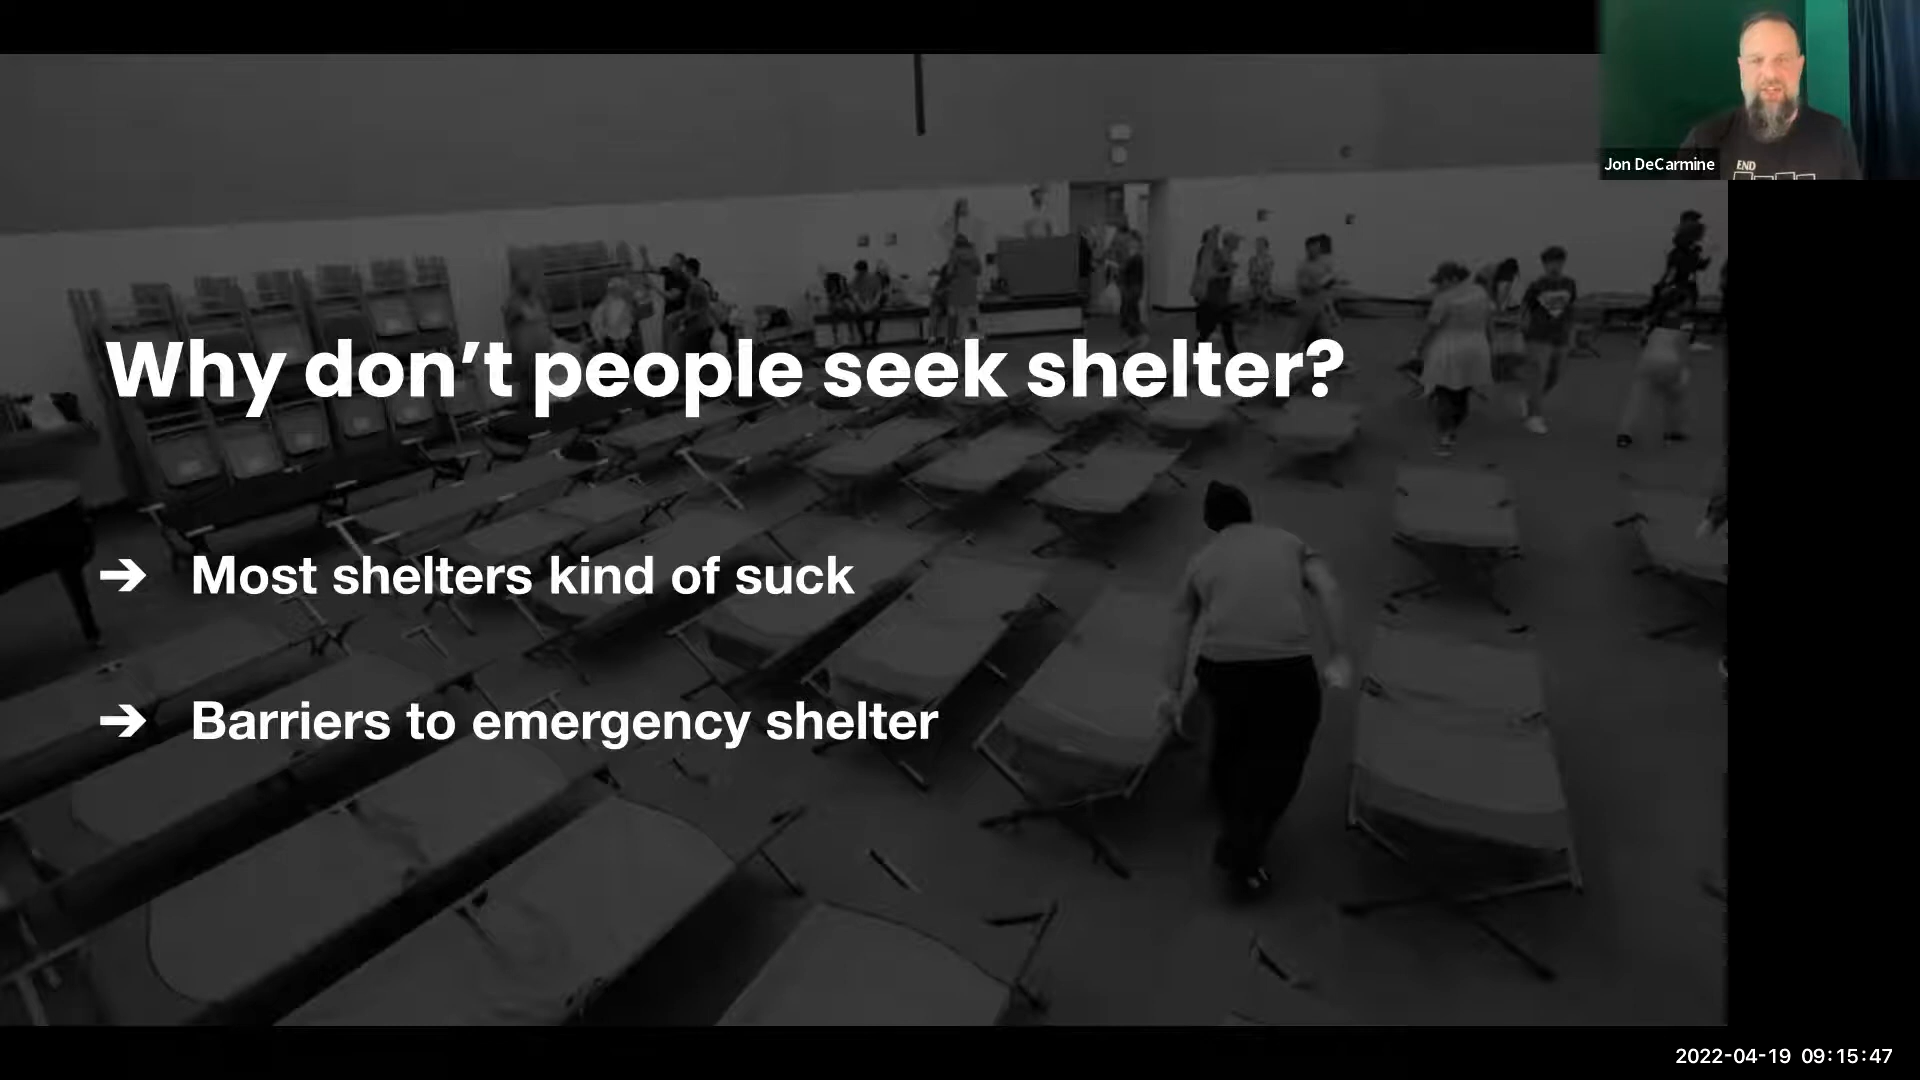 Jon DeCarmine
END
Why don’t people seek shelter?
➔ Most shelters kind of suck
➔ Barriers to emergency shelter
2022-04-19 09:15:47